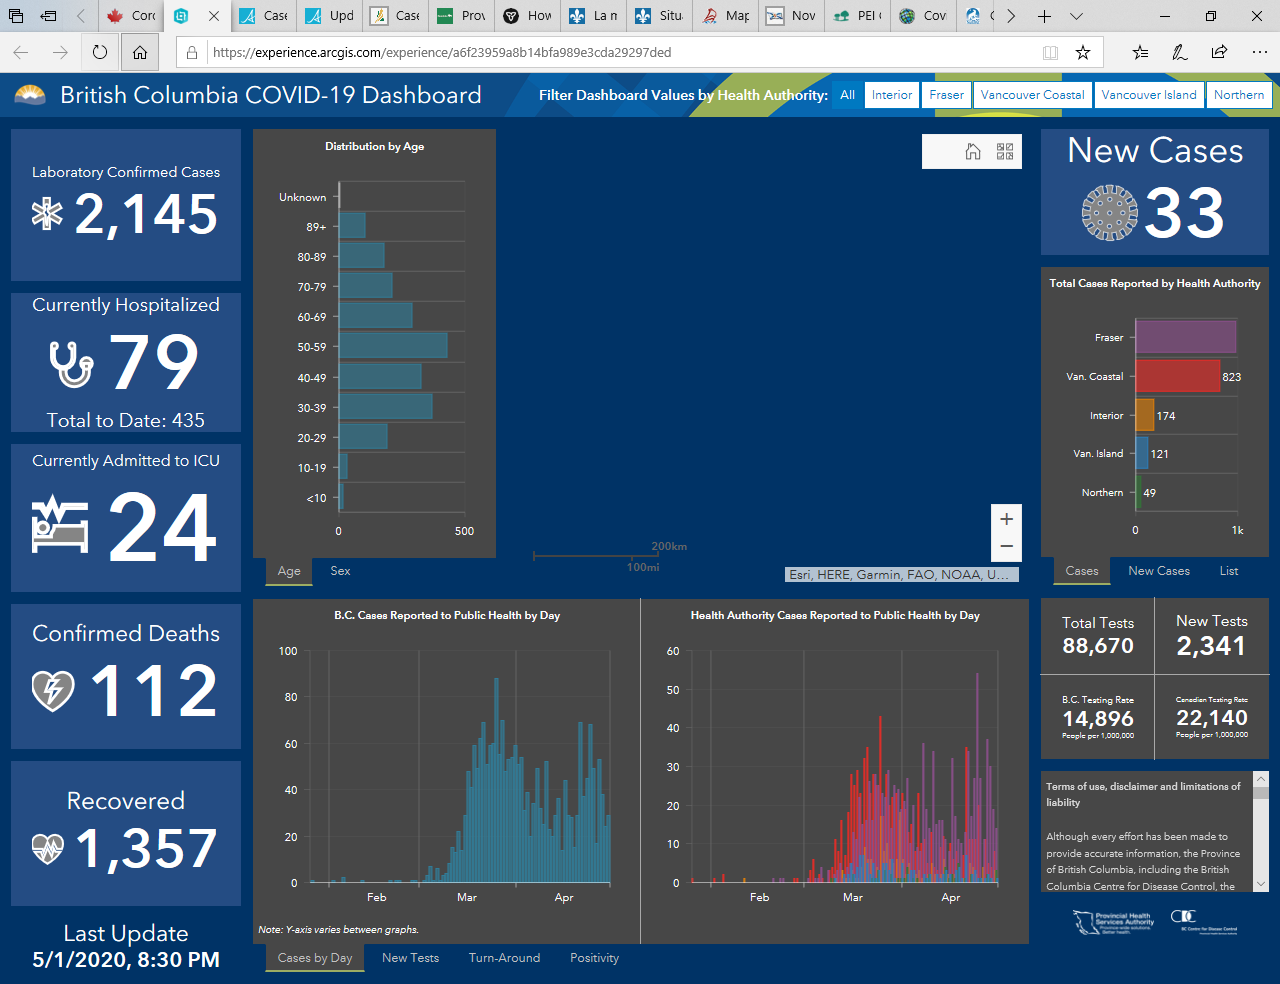 Corc
Case
Upd
Case
Prov
How
La m
Situa
Map
Nov
PEI (
Covi
https://experience.arcgis.com/experience/a6f23959a8b14bfa989e3cda29297ded
British Columbia COVID-19 Dashboard
Filter Dashboard Values by Health Authority:
All
Interior
Fraser
Vancouver Coastal
Vancouver Island
Northern
Laboratory Confirmed Cases
2,145
Currently Hospitalized
79
Total to Date: 435
Currently Admitted to ICU
24
Confirmed Deaths
112
Recovered
1,357
Last Update
5/1/2020, 8:30 PM
Distribution by Age
Unknown
89+
80-89
70-79
60-69
50-59
40-49
30-39
20-29
10-19
<10
0
500
Age
Sex
200km
100mi
Esri, HERE, Garmin, FAO, NOAA, U...
New Cases
33
Total Cases Reported by Health Authority
Fraser
Van. Coastal
823
Interior
174
Van. Island
121
Northern
49
0
1k
Cases
New Cases
List
B.C. Cases Reported to Public Health by Day
100
80
60
40
20
0
Feb
Mar
Apr
Note: Y-axis varies between graphs.
Health Authority Cases Reported to Public Health by Day
60
50
40
30
20
10
0
Feb
Mar
Apr
Cases by Day
New Tests
Turn-Around
Positivity
Total Tests
88,670
New Tests
2,341
B.C. Testing Rate
14,896
People per 1,000,000
Canadian Testing Rate
22,140
People per 1,000,000
Terms of use, disclaimer and limitations of
liability
Although every effort has been made to
provide accurate information, the Province
of British Columbia, including the British
Columbia Centre for Disease Control, the
Provincial Health
Services Authority
Province-wide solutions.
Better health.
BC Centre for Disease Control